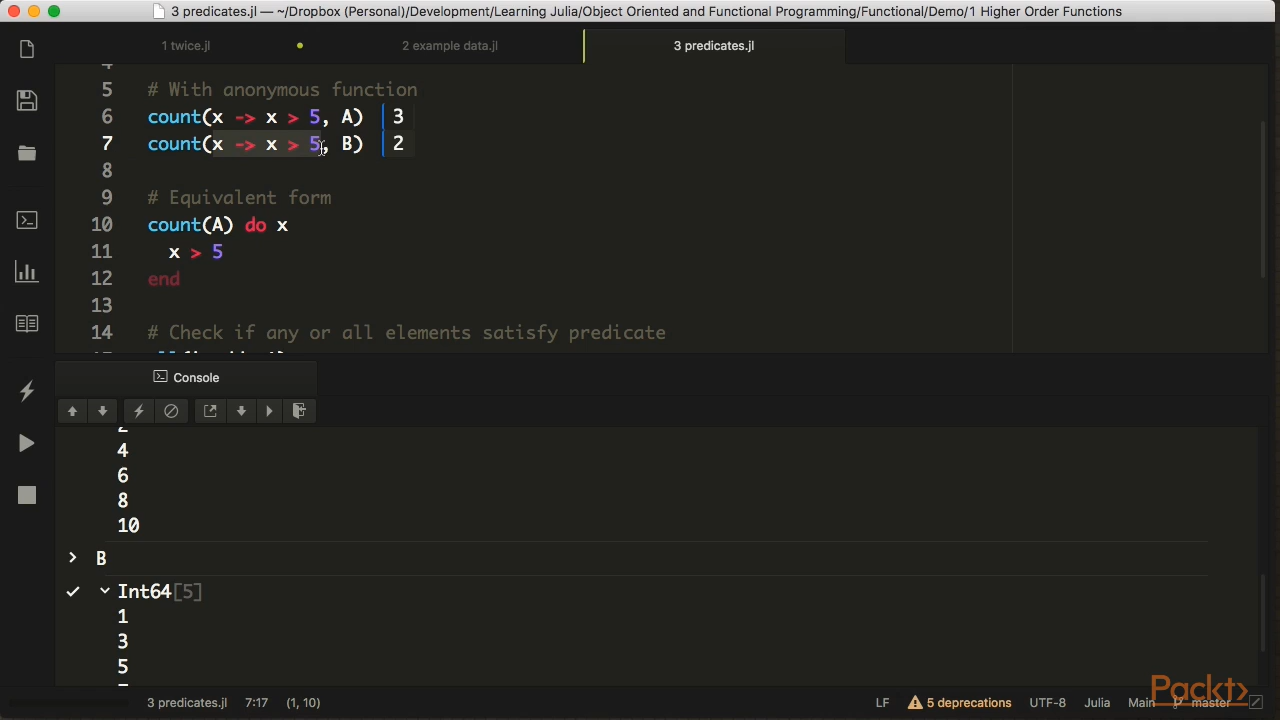 3 predicates.jl — ~/Dropbox (Personal)/Development/Learning Julia/Object Oriented and Functional Programming/Functional/Demo/1 Higher Order Functions
1 twice.jl 2 example data.jl 3 predicates.jl
5 # With anonymous function
6 count(x -> x > 5, A) 3
7 count(x -> x > 5, B) 2
8
9 # Equivalent form
10 count(A) do x
11 x > 5
12 end
13
14 # Check if any or all elements satisfy predicate
Console
4
6
8
10
> B
Int64[5]
1
3
5
Packt>
3 predicates.jl 7:17 (1, 10) LF 5 deprecations UTF-8 Julia Main master